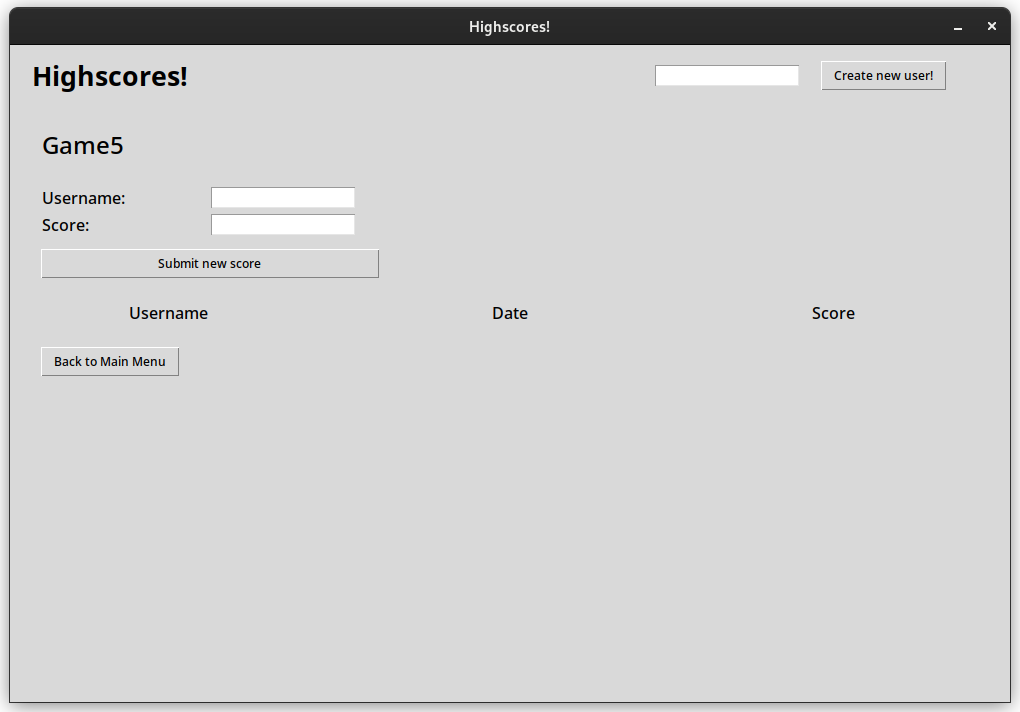 Highscores!
Highscores!
Create new user!
Game5
Username:
Score:
Submit new score
Username Date Score
Back to Main Menu